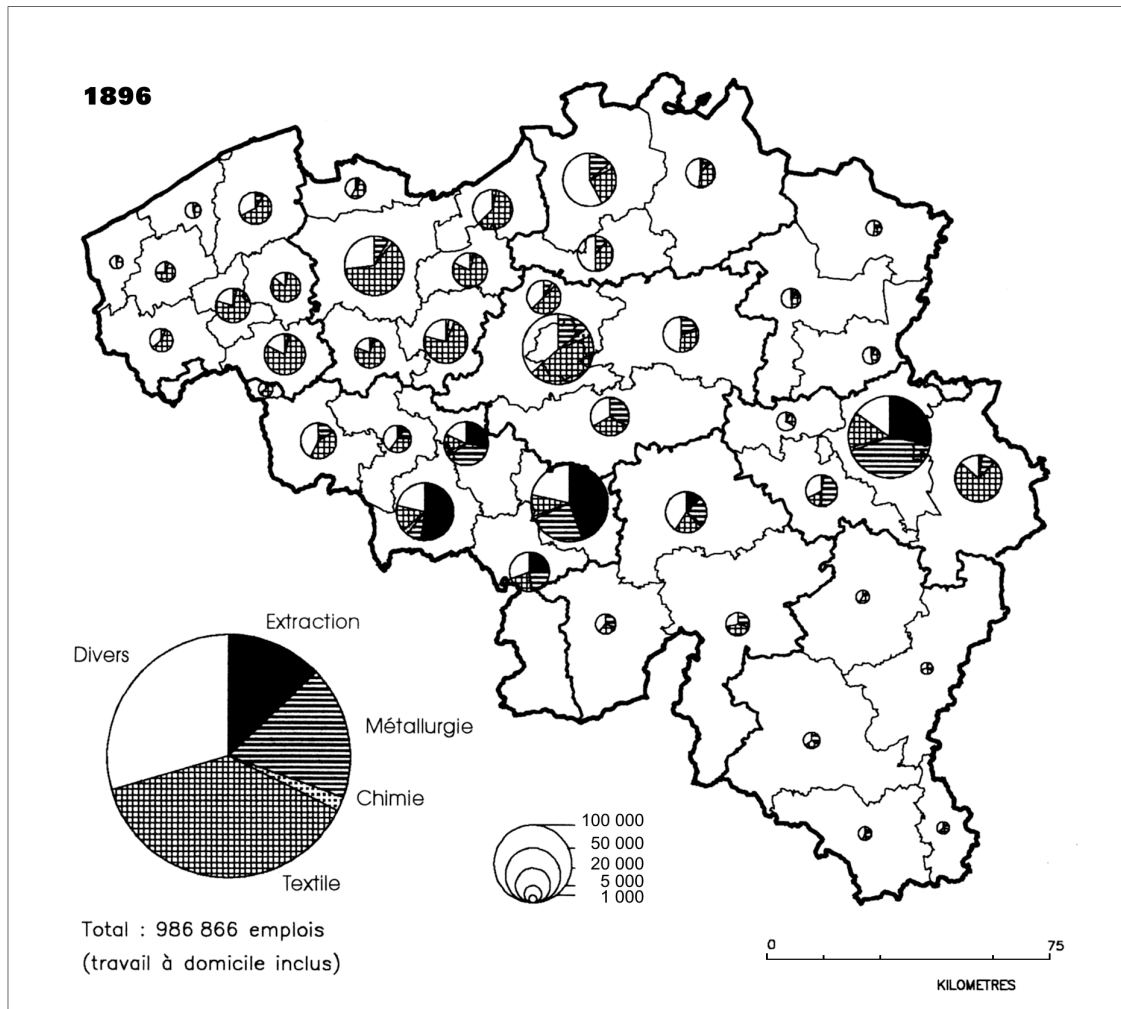 1896
Extraction
Divers
Métallurgie
Chimie
Textile
100 000
50 000
20 000
5 000
1 000
Total : 986 866 emplois
(travail à domicile inclus)
0 75
KILOMETRES